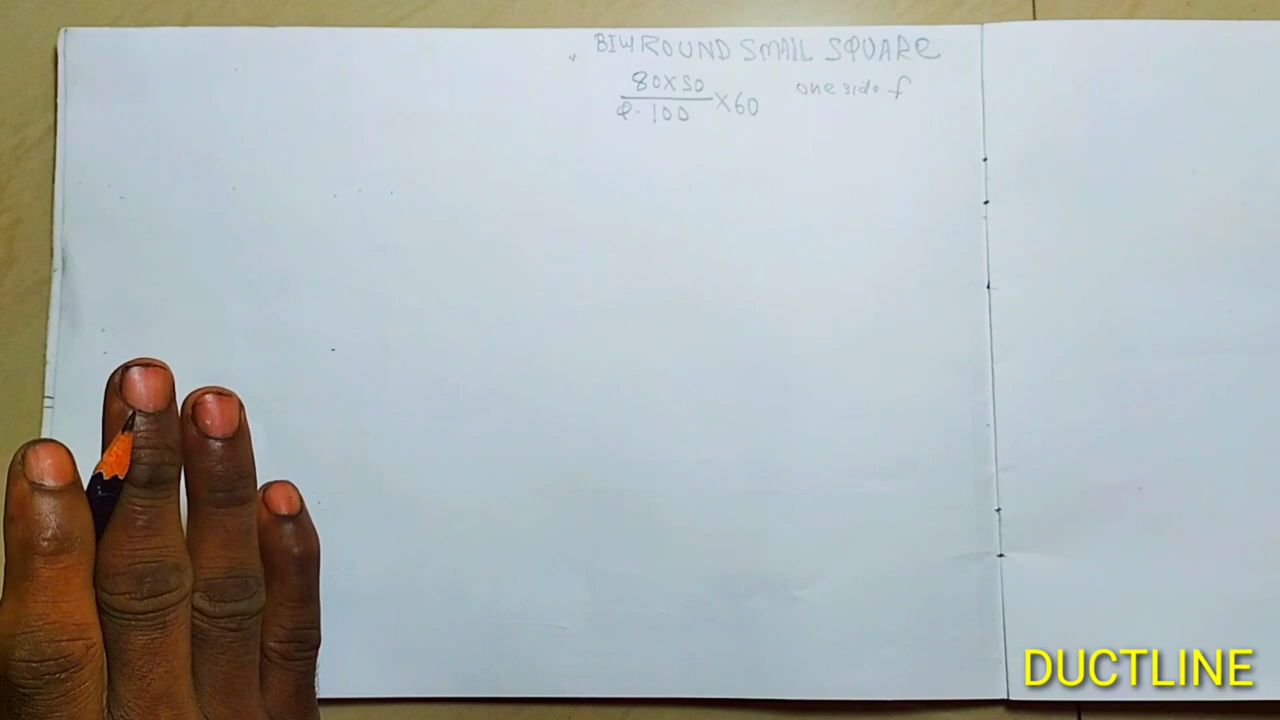 BIW ROUND SMALL SQUARE
80X50
Φ-100 X60
one side f
DUCTLINE